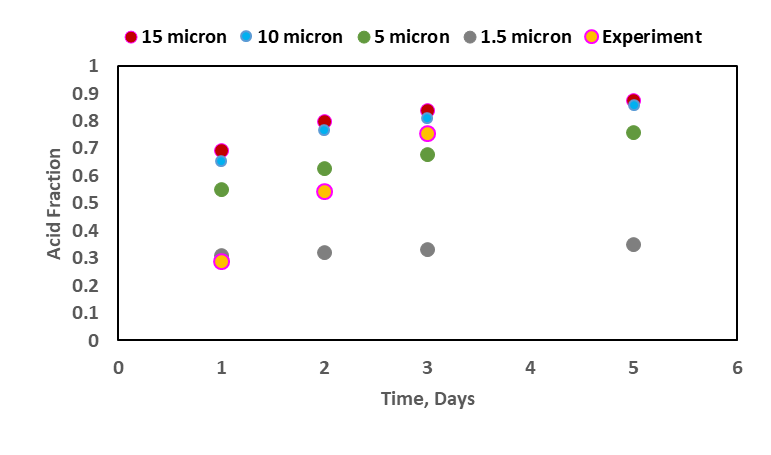 15 micron 10 micron 5 micron 1.5 micron Experiment
1
0.9
0.8
0.7
0.6
0.5
0.4
0.3
0.2
0.1
0
Acid Fraction
0 1 2 3 4 5 6
Time, Days